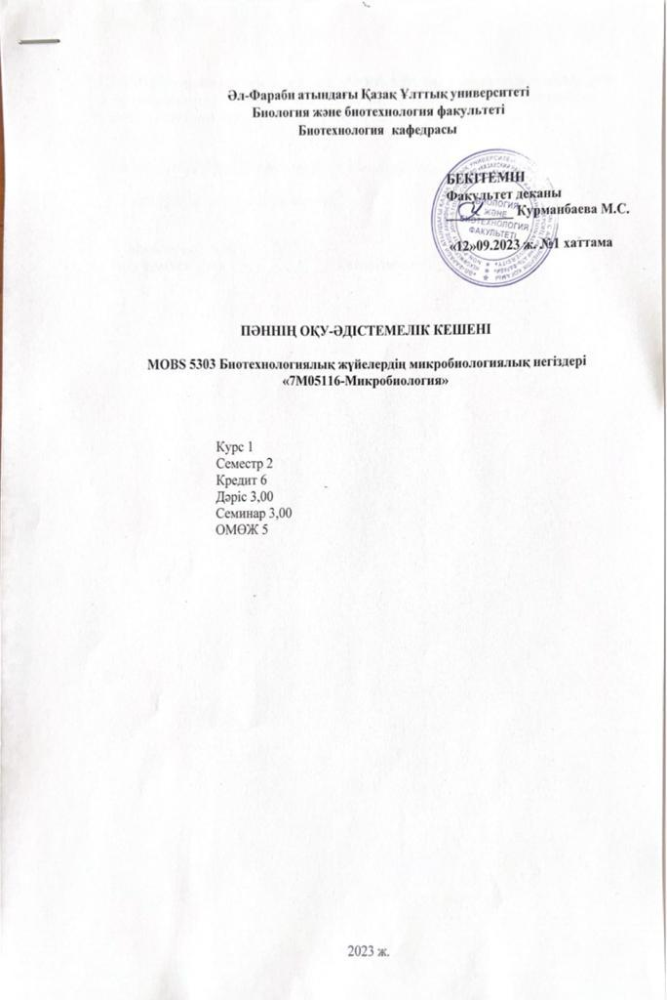 Әл-Фараби атындағы Қазақ Ұлттық университеті
Биология және биотехнология факультеті
Биотехнология кафедрасы
БЕКІТЕМІН
Факультет деканы
Курманбаева М.С.
«12»09.2023 ж. №1 хаттама
БИОЛОГИЯ
ЖӘНЕ
БИОТЕХНОЛОГИЯ
ФАКУЛЬТЕТІ
ПӘННІҢ ОҚУ-ӘДІСТЕМЕЛІК КЕШЕНІ
MOBS 5303 Биотехнологиялық жүйелердің микробиологиялық негіздері
«7M05116-Микробиология»
Курс 1
Семестр 2
Кредит 6
Дәріс 3,00
Семинар 3,00
ОМӨЖ 5
2023 ж.